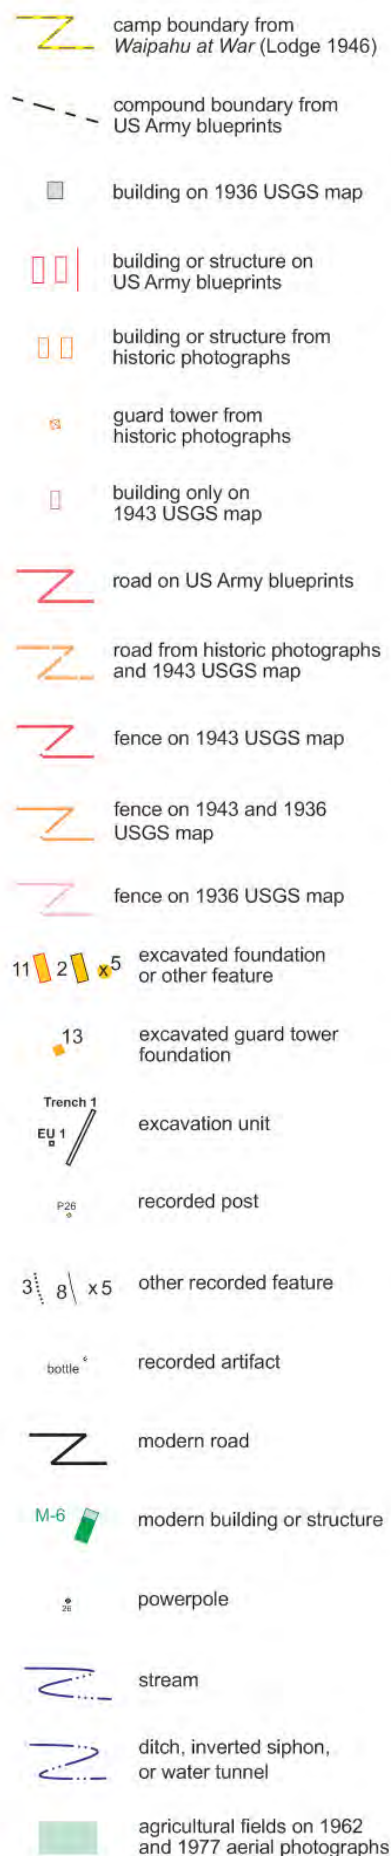 camp boundary from
Waipahu at War (Lodge 1946)
compound boundary from
US Army blueprints
building on 1936 USGS map
building or structure on
US Army blueprints
building or structure from
historic photographs
guard tower from
historic photographs
building only on
1943 USGS map
road on US Army blueprints
road from historic photographs
and 1943 USGS map
fence on 1943 USGS map
fence on 1943 and 1936
USGS map
fence on 1936 USGS map
11 2 x 5 excavated foundation
or other feature
13 excavated guard tower
foundation
Trench 1
EU 1 excavation unit
P26 recorded post
3 8 x 5 other recorded feature
bottle recorded artifact
modern road
M-6 modern building or structure
26 powerpole
stream
ditch, inverted siphon,
or water tunnel
agricultural fields on 1962
and 1977 aerial photographs